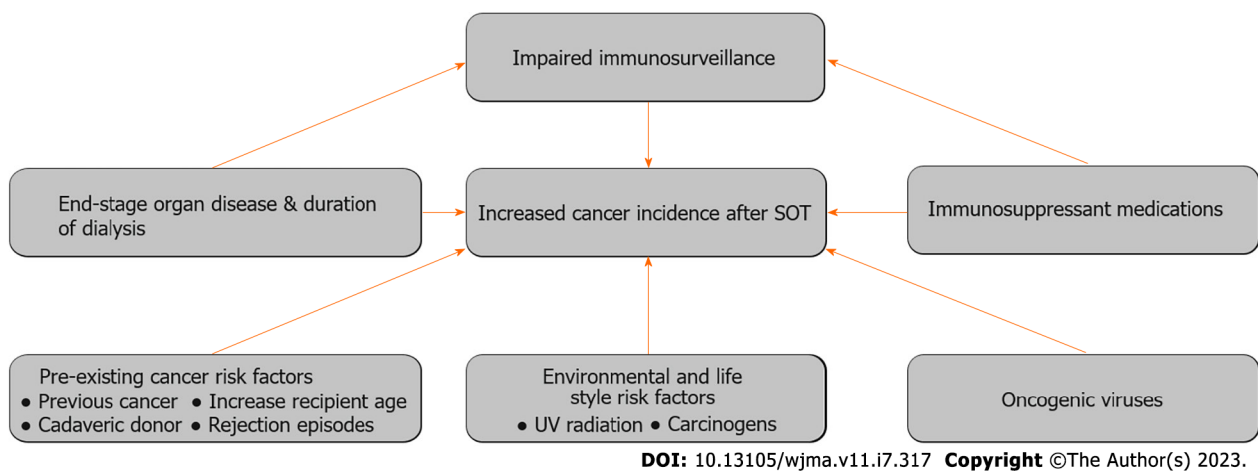 Impaired immunosurveillance
End-stage organ disease & duration
of dialysis
Increased cancer incidence after SOT
Immunosuppressant medications
Pre-existing cancer risk factors
● Previous cancer ● Increase recipient age
● Cadaveric donor ● Rejection episodes
Environmental and life
style risk factors
● UV radiation ● Carcinogens
Oncogenic viruses
DOI: 10.13105/wjma.v11.i7.317 Copyright ©The Author(s) 2023.